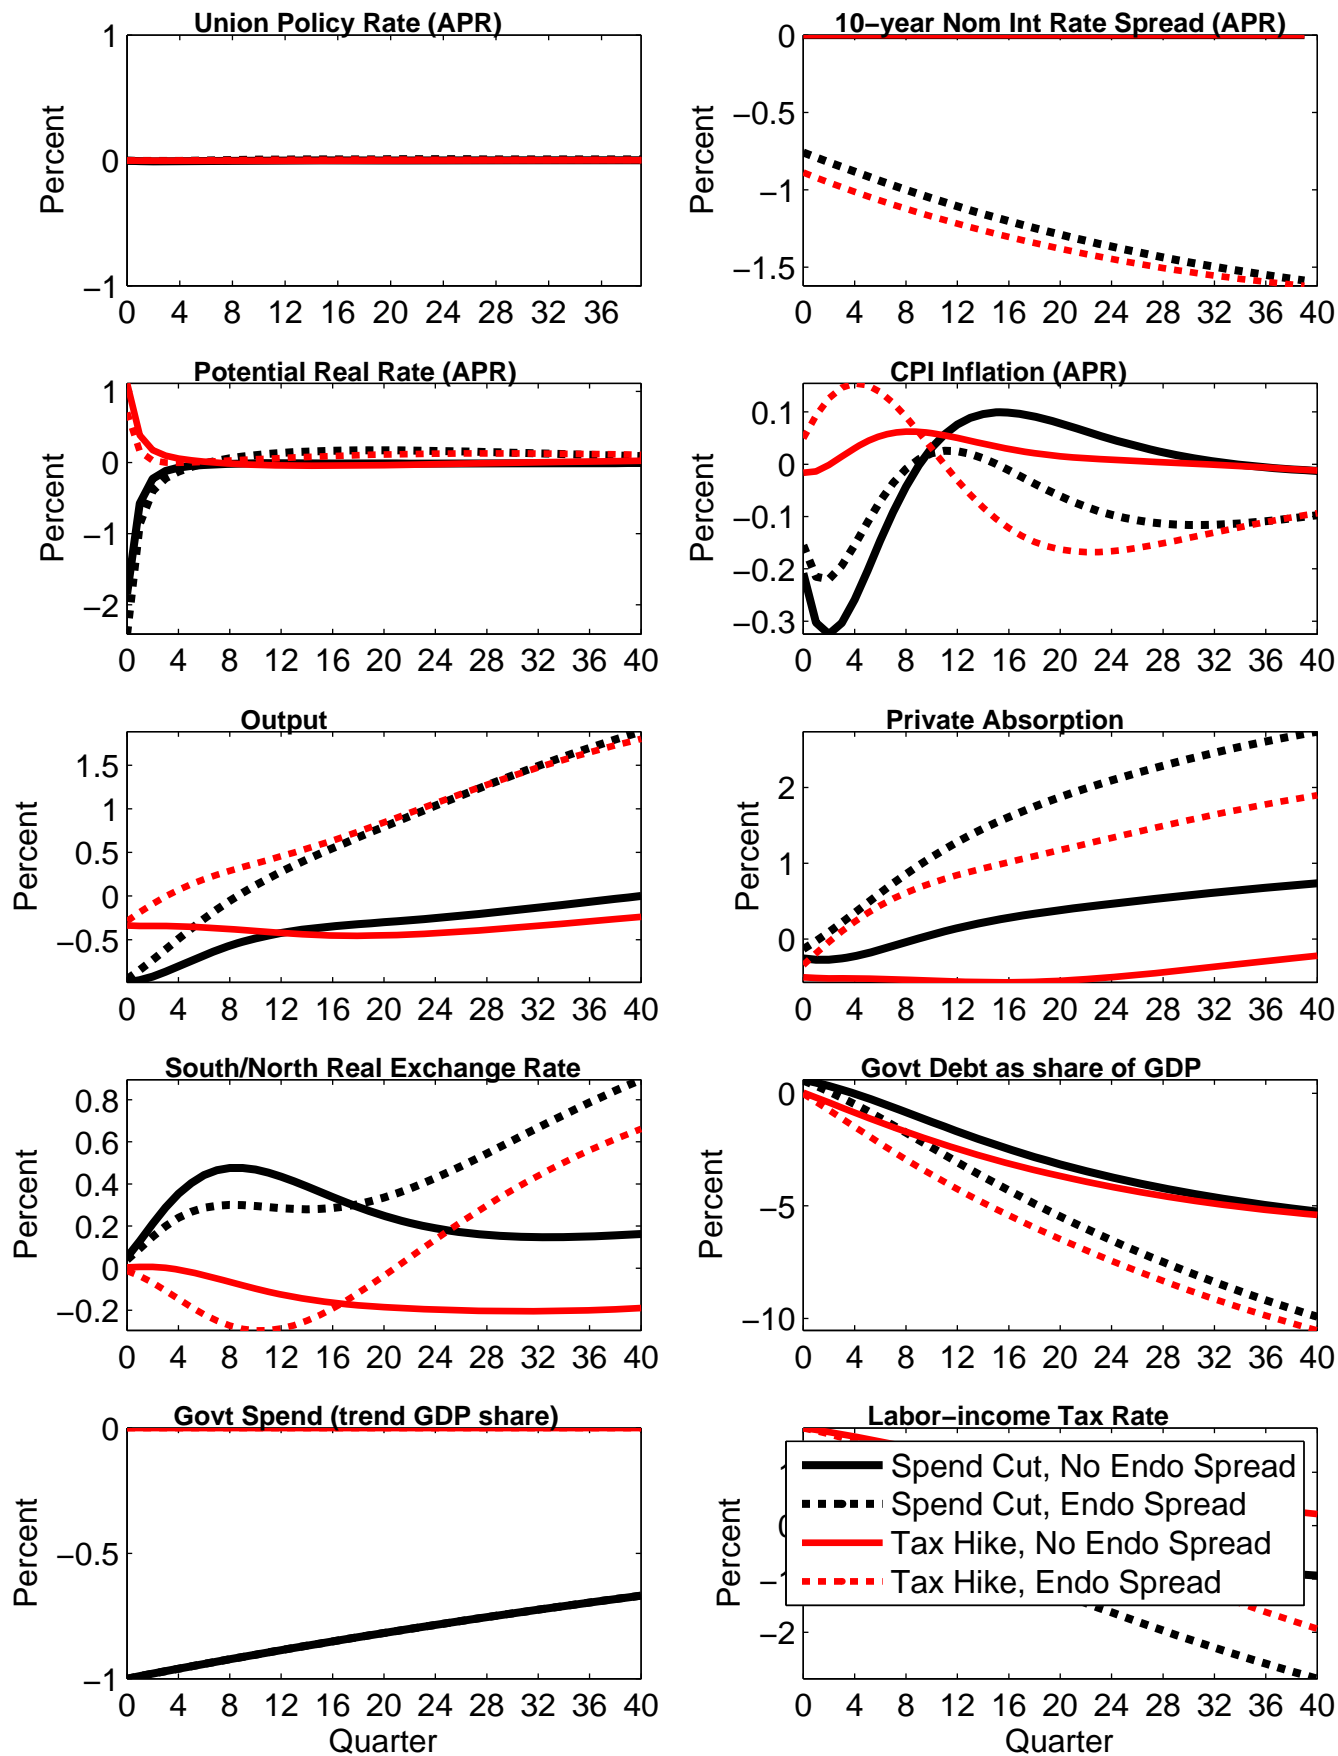 Union Policy Rate (APR)
Percent
1
0
−1
0 4 8 12 16 20 24 28 32 36
10−year Nom Int Rate Spread (APR)
Percent
0
−0.5
−1
−1.5
0 4 8 12 16 20 24 28 32 36 40
Potential Real Rate (APR)
Percent
1
0
−1
−2
0 4 8 12 16 20 24 28 32 36 40
CPI Inflation (APR)
Percent
0.1
0
−0.1
−0.2
−0.3
0 4 8 12 16 20 24 28 32 36 40
Output
Percent
1.5
1
0.5
0
−0.5
0 4 8 12 16 20 24 28 32 36 40
Private Absorption
Percent
2
1
0
0 4 8 12 16 20 24 28 32 36 40
South/North Real Exchange Rate
Percent
0.8
0.6
0.4
0.2
0
−0.2
0 4 8 12 16 20 24 28 32 36 40
Govt Debt as share of GDP
Percent
0
−5
−10
0 4 8 12 16 20 24 28 32 36 40
Govt Spend (trend GDP share)
Percent
0
−0.5
−1
0 4 8 12 16 20 24 28 32 36 40
Quarter
Labor−income Tax Rate
Percent
−2
Spend Cut, No Endo Spread
Spend Cut, Endo Spread
Tax Hike, No Endo Spread
Tax Hike, Endo Spread
0 4 8 12 16 20 24 28 32 36 40
Quarter